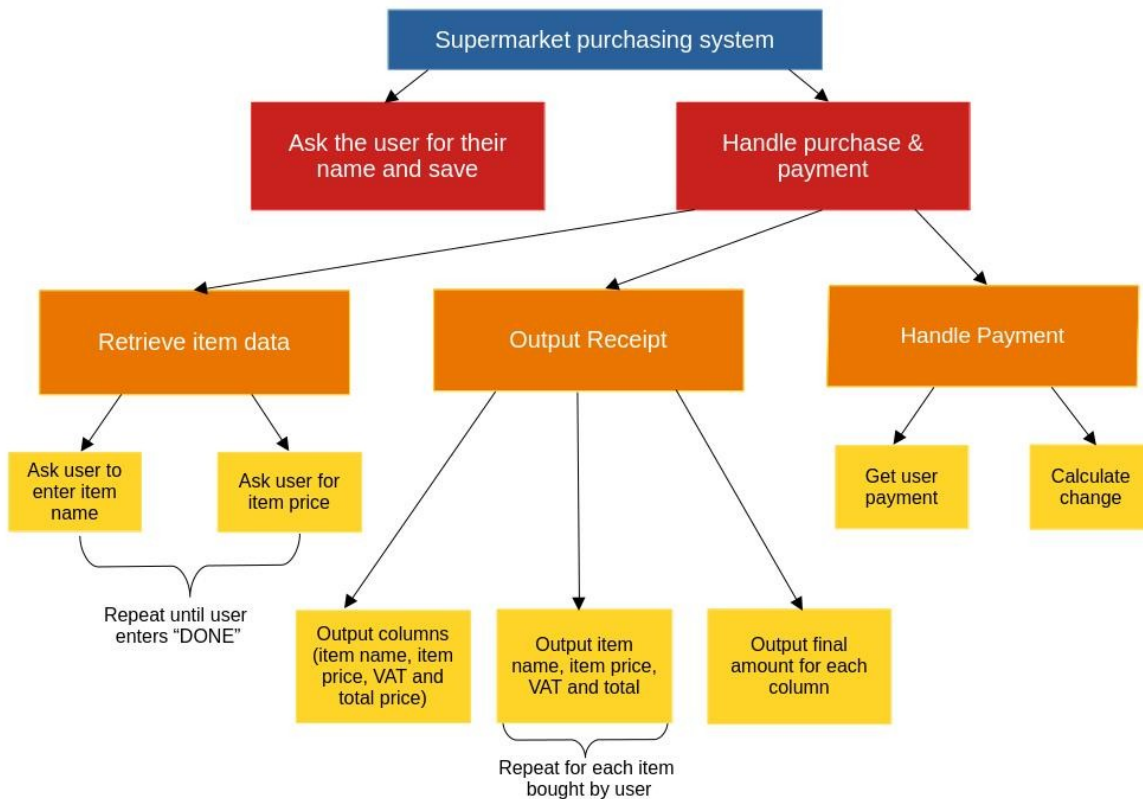 Supermarket purchasing system
Ask the user for their
name and save
Handle purchase &
payment
Retrieve item data
Output Receipt
Handle Payment
Ask user to
enter item
name
Ask user for
item price
Get user
payment
Calculate
change
Repeat until user
enters “DONE”
Output columns
(item name, item
price, VAT and
total price)
Output item
name, item price,
VAT and total
Output final
amount for each
column
Repeat for each item
bought by user